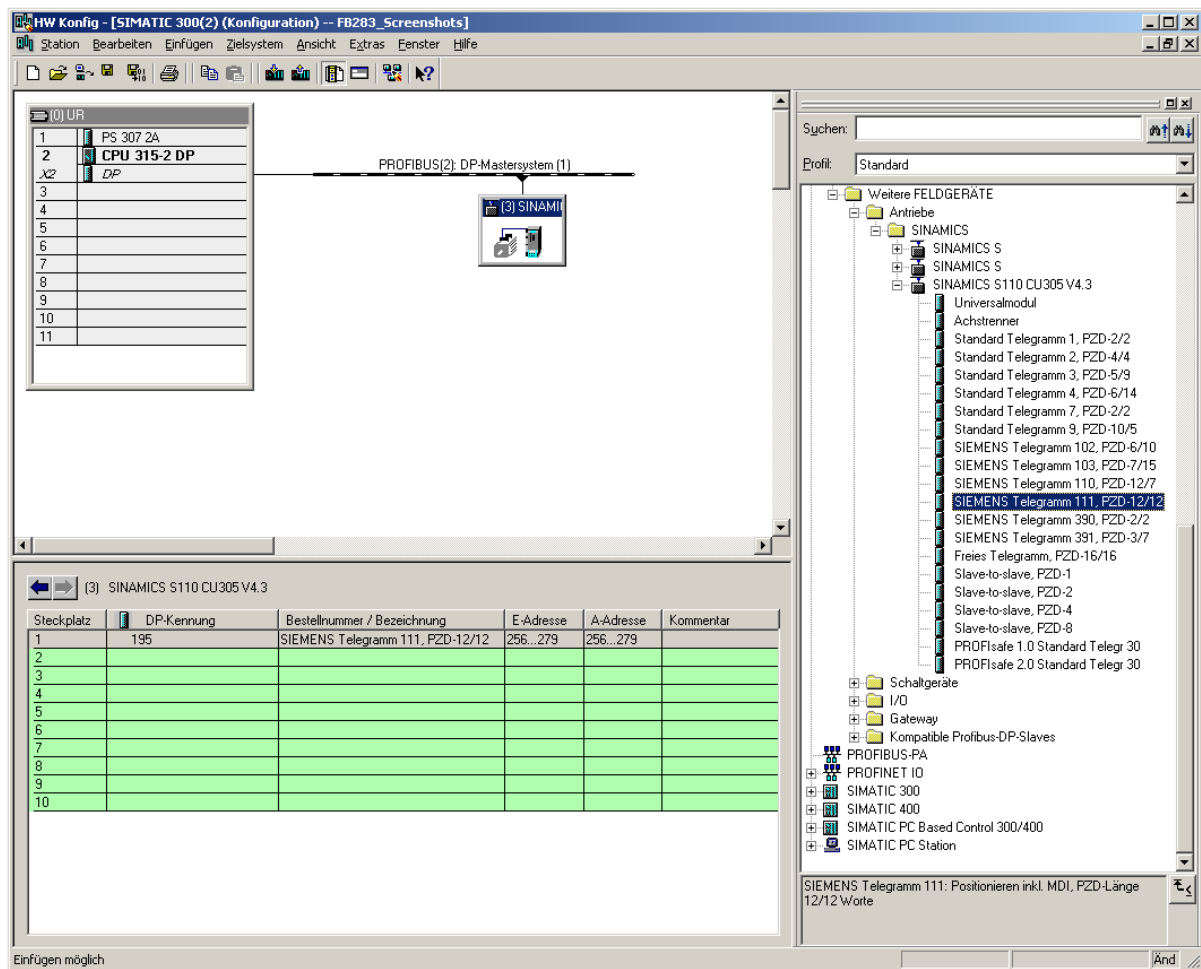 HW Konfig - [SIMATIC 300(2) (Konfiguration) -- FB283_Screenshots]
Station Bearbeiten Einfügen Zielsystem Ansicht Extras Fenster Hilfe
(0) UR
1 PS 307 2A
2 CPU 315-2 DP
X2 DP
3
4
5
6
7
8
9
10
11
PROFIBUS(2): DP-Mastersystem (1)
(3) SINAMI
(3) SINAMICS S110 CU305 V4.3
Steckplatz DP-Kennung Bestellnummer / Bezeichnung E-Adresse A-Adresse Kommentar
1 195 SIEMENS Telegramm 111, PZD-12/12 256...279 256...279
2
3
4
5
6
7
8
9
10
Suchen:
Profil: Standard
Weitere FELDGERÄTE
Antriebe
SINAMICS
SINAMICS S
SINAMICS S
SINAMICS S110 CU305 V4.3
Universalmodul
Achstrenner
Standard Telegramm 1, PZD-2/2
Standard Telegramm 2, PZD-4/4
Standard Telegramm 3, PZD-5/9
Standard Telegramm 4, PZD-6/14
Standard Telegramm 7, PZD-2/2
Standard Telegramm 9, PZD-10/5
SIEMENS Telegramm 102, PZD-6/10
SIEMENS Telegramm 103, PZD-7/15
SIEMENS Telegramm 110, PZD-12/7
SIEMENS Telegramm 111, PZD-12/12
SIEMENS Telegramm 390, PZD-2/2
SIEMENS Telegramm 391, PZD-3/7
Freies Telegramm, PZD-16/16
Slave-to-slave, PZD-1
Slave-to-slave, PZD-2
Slave-to-slave, PZD-4
Slave-to-slave, PZD-8
PROFIsafe 1.0 Standard Telegr 30
PROFIsafe 2.0 Standard Telegr 30
Schaltgeräte
I/O
Gateway
Kompatible Profibus-DP-Slaves
PROFIBUS-PA
PROFINET IO
SIMATIC 300
SIMATIC 400
SIMATIC PC Based Control 300/400
SIMATIC PC Station
SIEMENS Telegramm 111: Positionieren inkl. MDI, PZD-Länge
12/12 Worte
Einfügen möglich
Änd